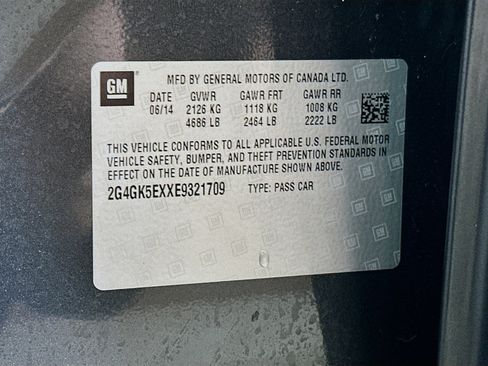 GM
MFD BY GENERAL MOTORS OF CANADA LTD.
DATE GVWR GAWR FRT GAWR RR
06/14 2126 KG 1118 KG 1008 KG
4686 LB 2464 LB 2222 LB
THIS VEHICLE CONFORMS TO ALL APPLICABLE U.S. FEDERAL MOTOR
VEHICLE SAFETY, BUMPER, AND THEFT PREVENTION STANDARDS IN
EFFECT ON THE DATE OF MANUFACTURE SHOWN ABOVE.
2G4GK5EXXE9321709 TYPE: PASS CAR